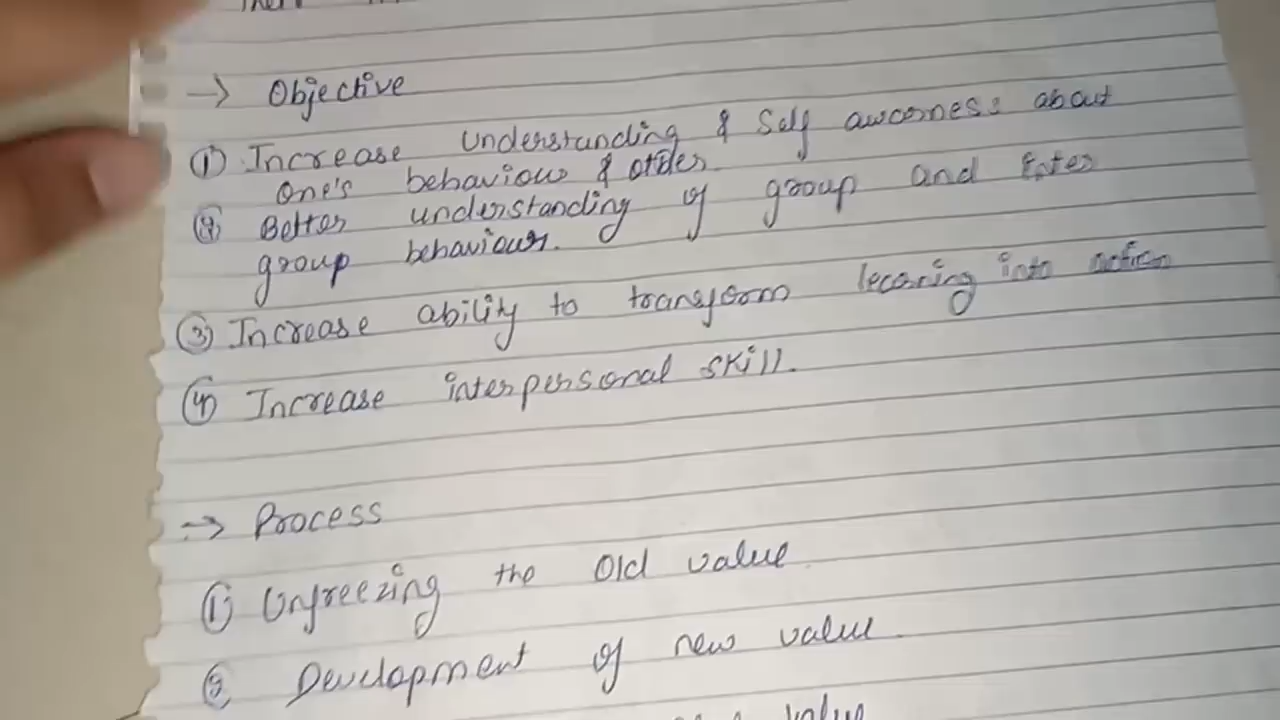 → Objective
① Increase understanding & Self awareness about
one's behaviour & other.
② Better understanding of group and Inter
group behaviour.
③ Increase ability to transform learning into action
④ Increase interpersonal skill.
→ Process
① Unfreezing the Old value
② Development of new value.
value